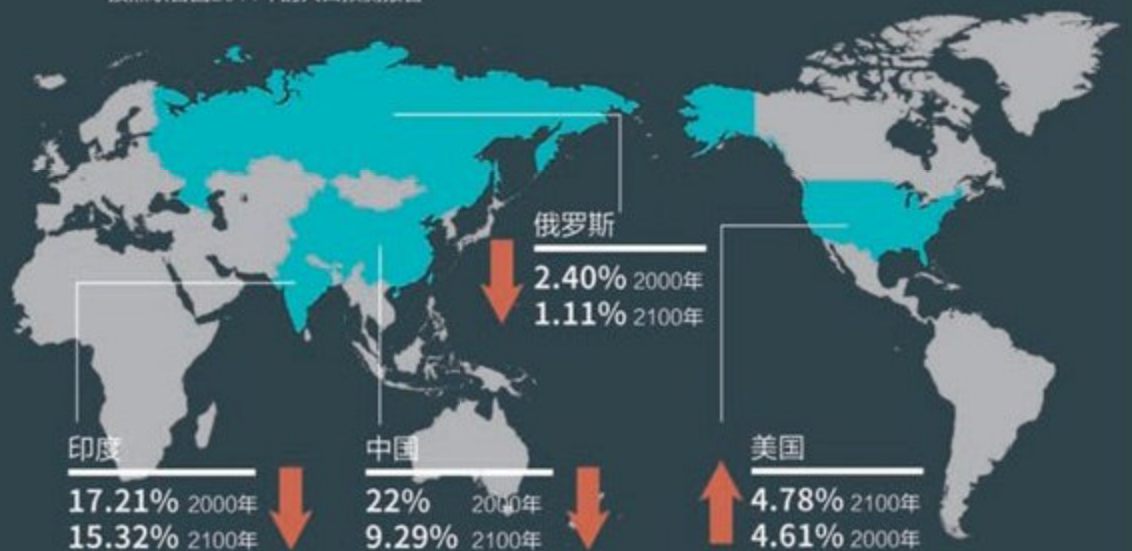 俄罗斯
2.40% 2000年
1.11% 2100年
印度
17.21% 2000年
15.32% 2100年
中国
22% 2000年
9.29% 2100年
美国
4.78% 2100年
4.61% 2000年